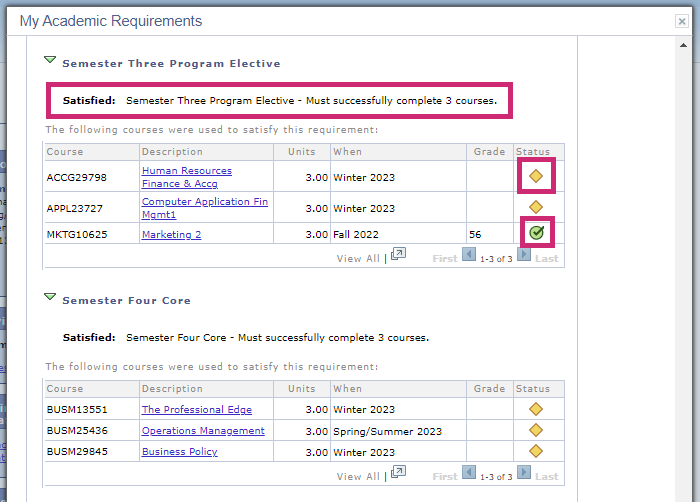 My Academic Requirements
Semester Three Program Elective
Satisfied: Semester Three Program Elective - Must successfully complete 3 courses.
The following courses were used to satisfy this requirement:
Course Description Units When Grade Status
ACCG29798 Human Resources Finance & Accg 3.00 Winter 2023
APPL23727 Computer Application Fin Mgmt1 3.00 Winter 2023
MKTG10625 Marketing 2 3.00 Fall 2022 56
View All | First 1-3 of 3 Last
Semester Four Core
Satisfied: Semester Four Core - Must successfully complete 3 courses.
The following courses were used to satisfy this requirement:
Course Description Units When Grade Status
BUSM13551 The Professional Edge 3.00 Winter 2023
BUSM25436 Operations Management 3.00 Spring/Summer 2023
BUSM29845 Business Policy 3.00 Winter 2023
View All | First 1-3 of 3 Last